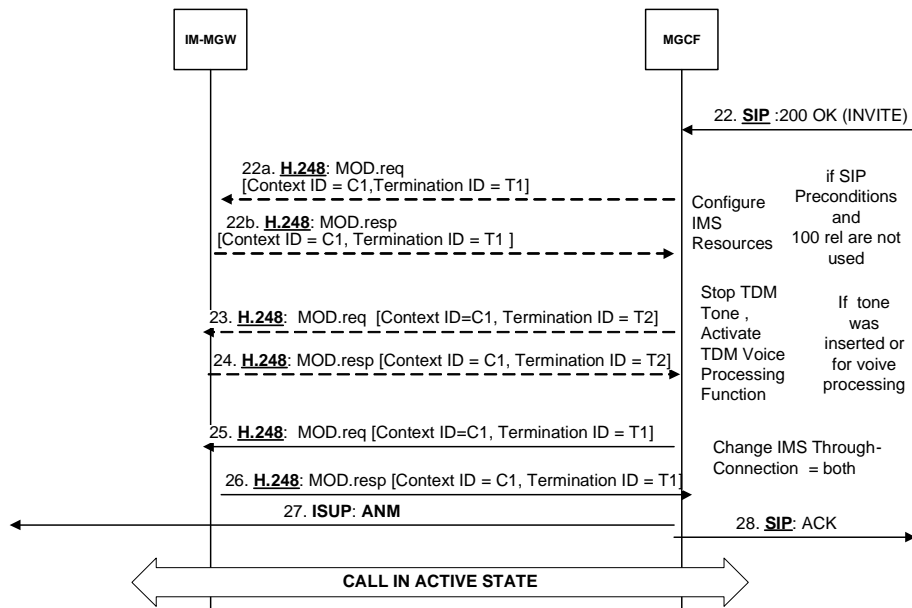 IM-MGW
MGCF
22. SIP :200 OK (INVITE)
22a. H.248: MOD.req
[Context ID = C1,Termination ID = T1]
22b. H.248: MOD.resp
[Context ID = C1, Termination ID = T1 ]
Configure
IMS
Resources
if SIP
Preconditions
and
100 rel are not
used
23. H.248: MOD.req [Context ID=C1, Termination ID = T2]
24. H.248: MOD.resp [Context ID = C1, Termination ID = T2]
Stop TDM
Tone ,
Activate
TDM Voice
Processing
Function
If tone
was
inserted or
for voive
processing
25. H.248: MOD.req [Context ID=C1, Termination ID = T1]
26. H.248: MOD.resp [Context ID = C1, Termination ID = T1]
Change IMS Through-
Connection = both
27. ISUP: ANM
28. SIP: ACK
CALL IN ACTIVE STATE